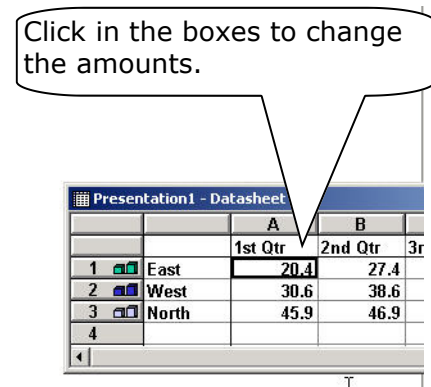 Click in the boxes to change
the amounts.
Presentation1 - Datasheet
A B
1st Qtr 2nd Qtr 3r
1 East 20.4 27.4
2 West 30.6 38.6
3 North 45.9 46.9
4